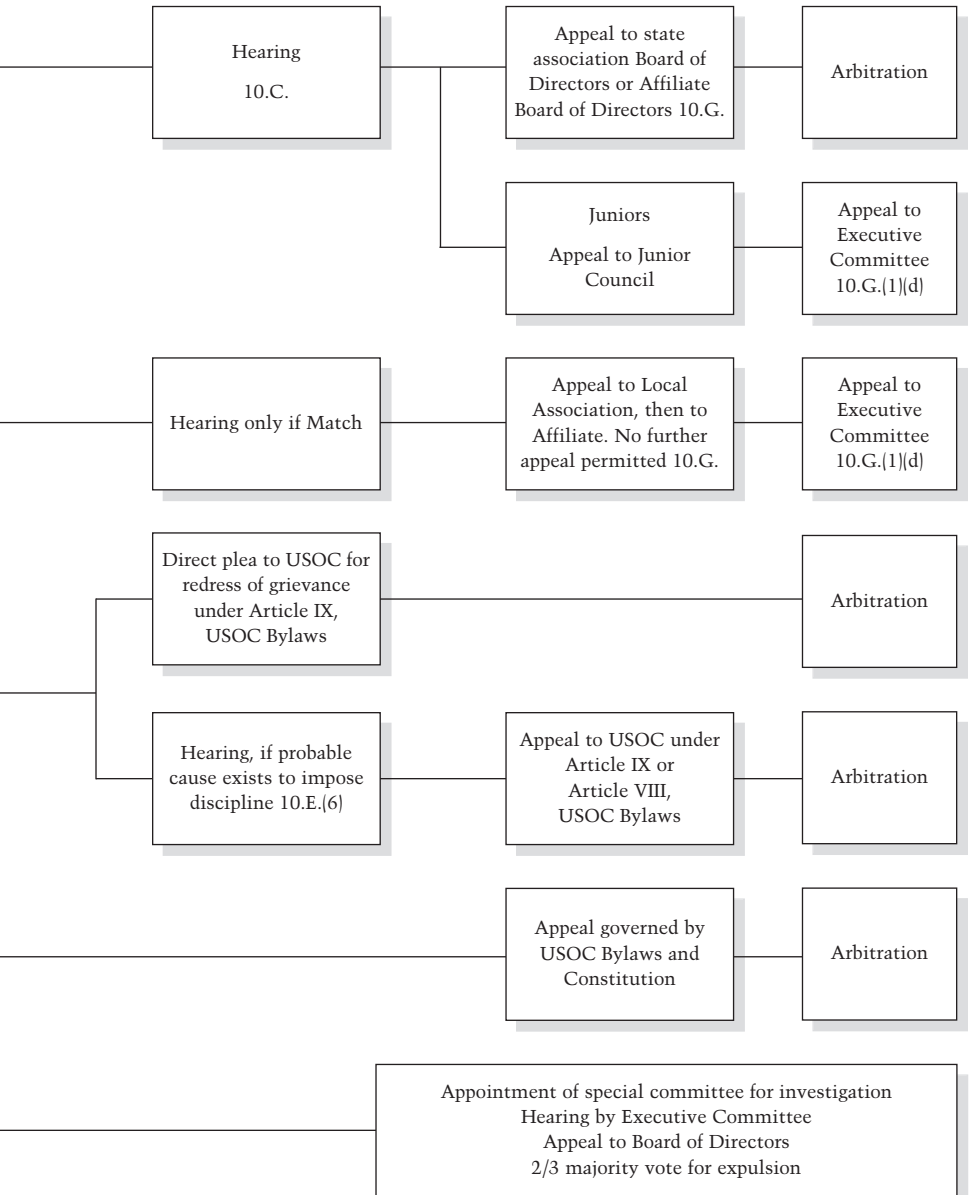 Hearing
10.C.
Appeal to state
association Board of
Directors or Affiliate
Board of Directors 10.G.
Arbitration
Juniors
Appeal to Junior
Council
Appeal to
Executive
Committee
10.G.(1)(d)
Hearing only if Match
Appeal to Local
Association, then to
Affiliate. No further
appeal permitted 10.G.
Appeal to
Executive
Committee
10.G.(1)(d)
Direct plea to USOC for
redress of grievance
under Article IX,
USOC Bylaws
Arbitration
Hearing, if probable
cause exists to impose
discipline 10.E.(6)
Appeal to USOC under
Article IX or
Article VIII,
USOC Bylaws
Arbitration
Appeal governed by
USOC Bylaws and
Constitution
Arbitration
Appointment of special committee for investigation
Hearing by Executive Committee
Appeal to Board of Directors
2/3 majority vote for expulsion